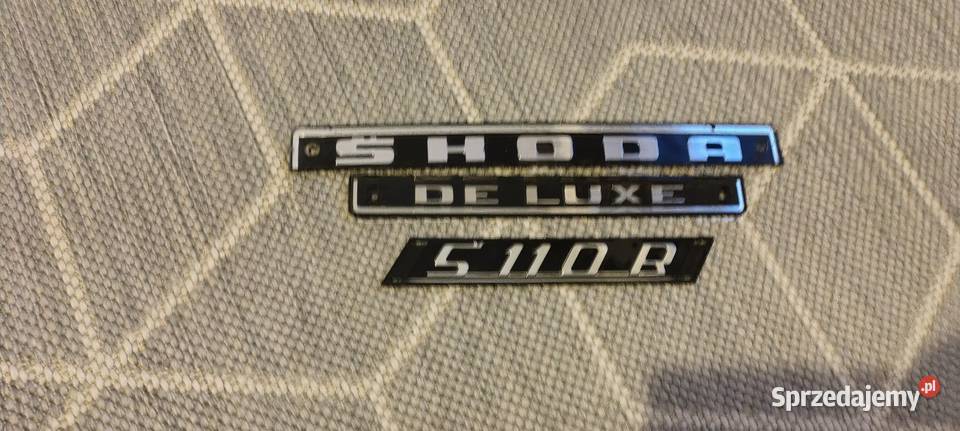 ŠKODA
DE LUXE
S 110 R
Sprzedajemy.pl